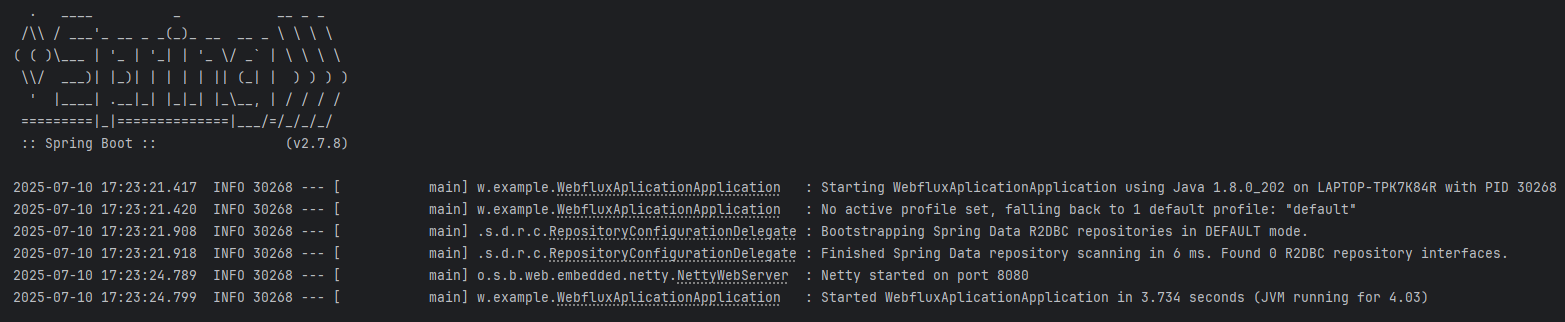 .   ____          _            __ _ _
 /\\ / ___'_ __ _ _(_)_ __  __ _ \ \ \ \
( ( )\___ | '_ | '_| | '_ \/ _` | \ \ \ \
 \\/  ___)| |_)| | | | | || (_| |  ) ) ) )
  '  |____| .__|_| |_|_| |_\__, | / / / /
 =========|_|==============|___/=/_/_/_/
 :: Spring Boot ::                (v2.7.8)
2025-07-10 17:23:21.417  INFO 30268 --- [           main] w.example.WebfluxAplicationApplication   : Starting WebfluxAplicationApplication using Java 1.8.0_202 on LAPTOP-TPK7K84R with PID 30268
2025-07-10 17:23:21.420  INFO 30268 --- [           main] w.example.WebfluxAplicationApplication   : No active profile set, falling back to 1 default profile: "default"
2025-07-10 17:23:21.908  INFO 30268 --- [           main] .s.d.r.c.RepositoryConfigurationDelegate : Bootstrapping Spring Data R2DBC repositories in DEFAULT mode.
2025-07-10 17:23:21.918  INFO 30268 --- [           main] .s.d.r.c.RepositoryConfigurationDelegate : Finished Spring Data repository scanning in 6 ms. Found 0 R2DBC repository interfaces.
2025-07-10 17:23:24.789  INFO 30268 --- [           main] o.s.b.web.embedded.netty.NettyWebServer  : Netty started on port 8080
2025-07-10 17:23:24.799  INFO 30268 --- [           main] w.example.WebfluxAplicationApplication   : Started WebfluxAplicationApplication in 3.734 seconds (JVM running for 4.03)